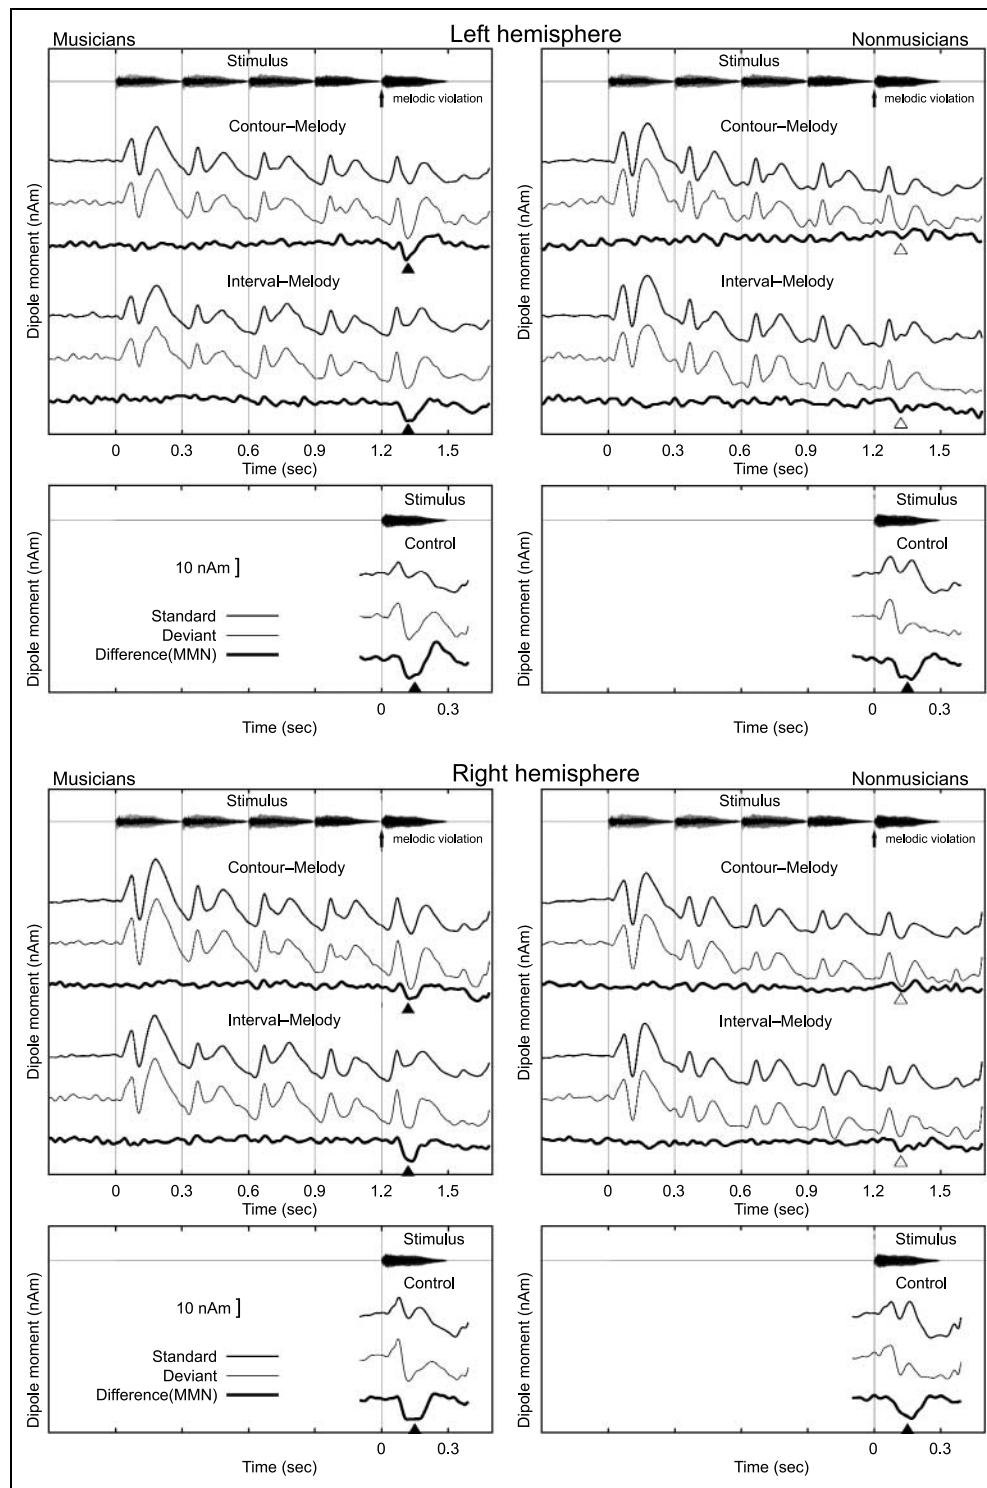 Left hemisphere
Musicians
Nonmusicians
Stimulus
melodic violation
Contour–Melody
Interval–Melody
Dipole moment (nAm)
0 0.3 0.6 0.9 1.2 1.5
Time (sec)
Stimulus
melodic violation
Contour–Melody
Interval–Melody
Dipole moment (nAm)
0 0.3 0.6 0.9 1.2 1.5
Time (sec)
Stimulus
Control
10 nAm
Standard
Deviant
Difference(MMN)
Dipole moment (nAm)
0 0.3
Time (sec)
Stimulus
Control
Dipole moment (nAm)
0 0.3
Time (sec)
Right hemisphere
Musicians
Nonmusicians
Stimulus
melodic violation
Contour–Melody
Interval–Melody
Dipole moment (nAm)
0 0.3 0.6 0.9 1.2 1.5
Time (sec)
Stimulus
melodic violation
Contour–Melody
Interval–Melody
Dipole moment (nAm)
0 0.3 0.6 0.9 1.2 1.5
Time (sec)
Stimulus
Control
10 nAm
Standard
Deviant
Difference(MMN)
Dipole moment (nAm)
0 0.3
Time (sec)
Stimulus
Control
Dipole moment (nAm)
0 0.3
Time (sec)